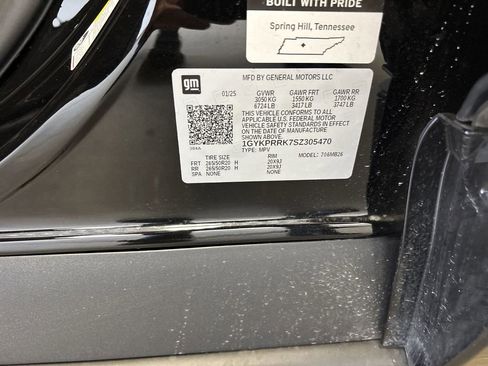 BUILT WITH PRIDE
Spring Hill, Tennessee
gm
MFD BY GENERAL MOTORS LLC
01/25 GVWR GAWR FRT GAWR RR
3050 KG 1550 KG 1700 KG
6724 LB 3417 LB 3747 LB
THIS VEHICLE CONFORMS TO ALL
APPLICABLE U.S. FEDERAL MOTOR
VEHICLE SAFETY STANDARDS IN EFFECT
ON THE DATE OF MANUFACTURE
SHOWN ABOVE.
1GYKPRRK7SZ305470
TYPE: MPV MODEL: 706MB26
TIRE SIZE RIM
FRT 265/50R20 H 20X9J
RR 265/50R20 H 20X9J
SPA NONE NONE